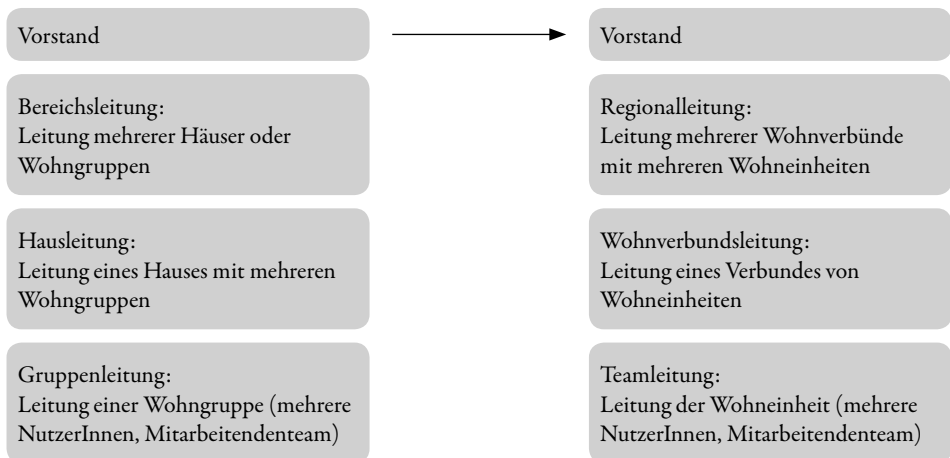 Vorstand
Bereichsleitung:
Leitung mehrerer Häuser oder
Wohngruppen
Hausleitung:
Leitung eines Hauses mit mehreren
Wohngruppen
Gruppenleitung:
Leitung einer Wohngruppe (mehrere
NutzerInnen, Mitarbeitendenteam)
Vorstand
Regionalleitung:
Leitung mehrerer Wohnverbünde
mit mehreren Wohneinheiten
Wohnverbundsleitung:
Leitung eines Verbundes von
Wohneinheiten
Teamleitung:
Leitung der Wohneinheit (mehrere
NutzerInnen, Mitarbeitendenteam)